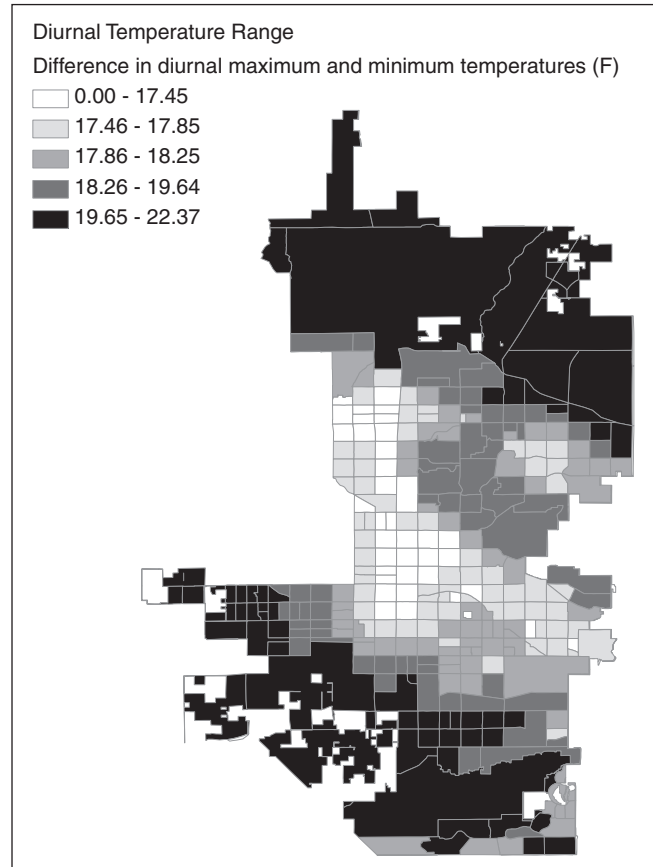 Diurnal Temperature Range
Difference in diurnal maximum and minimum temperatures (F)
0.00 - 17.45
17.46 - 17.85
17.86 - 18.25
18.26 - 19.64
19.65 - 22.37